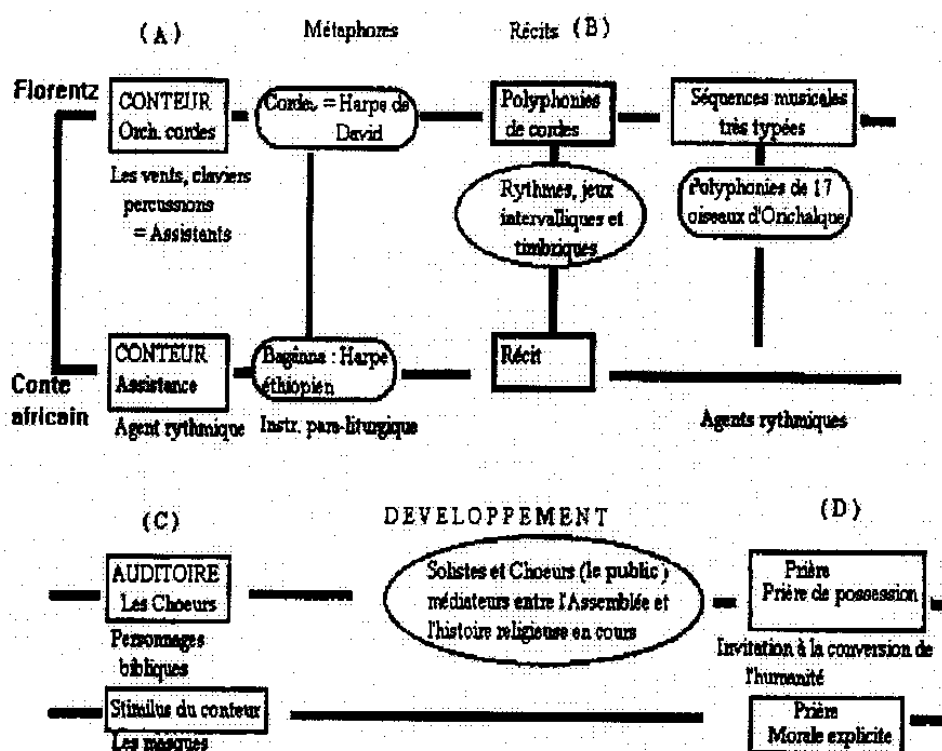 (A)
Métaphores
Récits (B)
Florentz
CONTEUR
Orch. cordes
Cordes = Harpe de
David
Polyphonies
de cordes
Séquences musicales
très typées
Les vents, claviers
percussions
= Assistants
Rythmes, jeux
intervalliques et
timbriques
Polyphonies de 17
oiseaux d'Orichalque
Conte
africain
CONTEUR
Assistance
Agent rythmique
Baganna : Harpe
éthiopien
Instr. para-liturgique
Récit
Agents rythmiques
(C)
DEVELOPPEMENT
(D)
AUDITOIRE
Les Choeurs
Personnages
bibliques
Solistes et Choeurs (le public)
médiateurs entre l'Assemblée et
l'histoire religieuse en cours
Prière
Prière de possession
Invitation à la conversion de
l'humanité
Stimulus du conteur
Les masques
Prière
Morale explicite